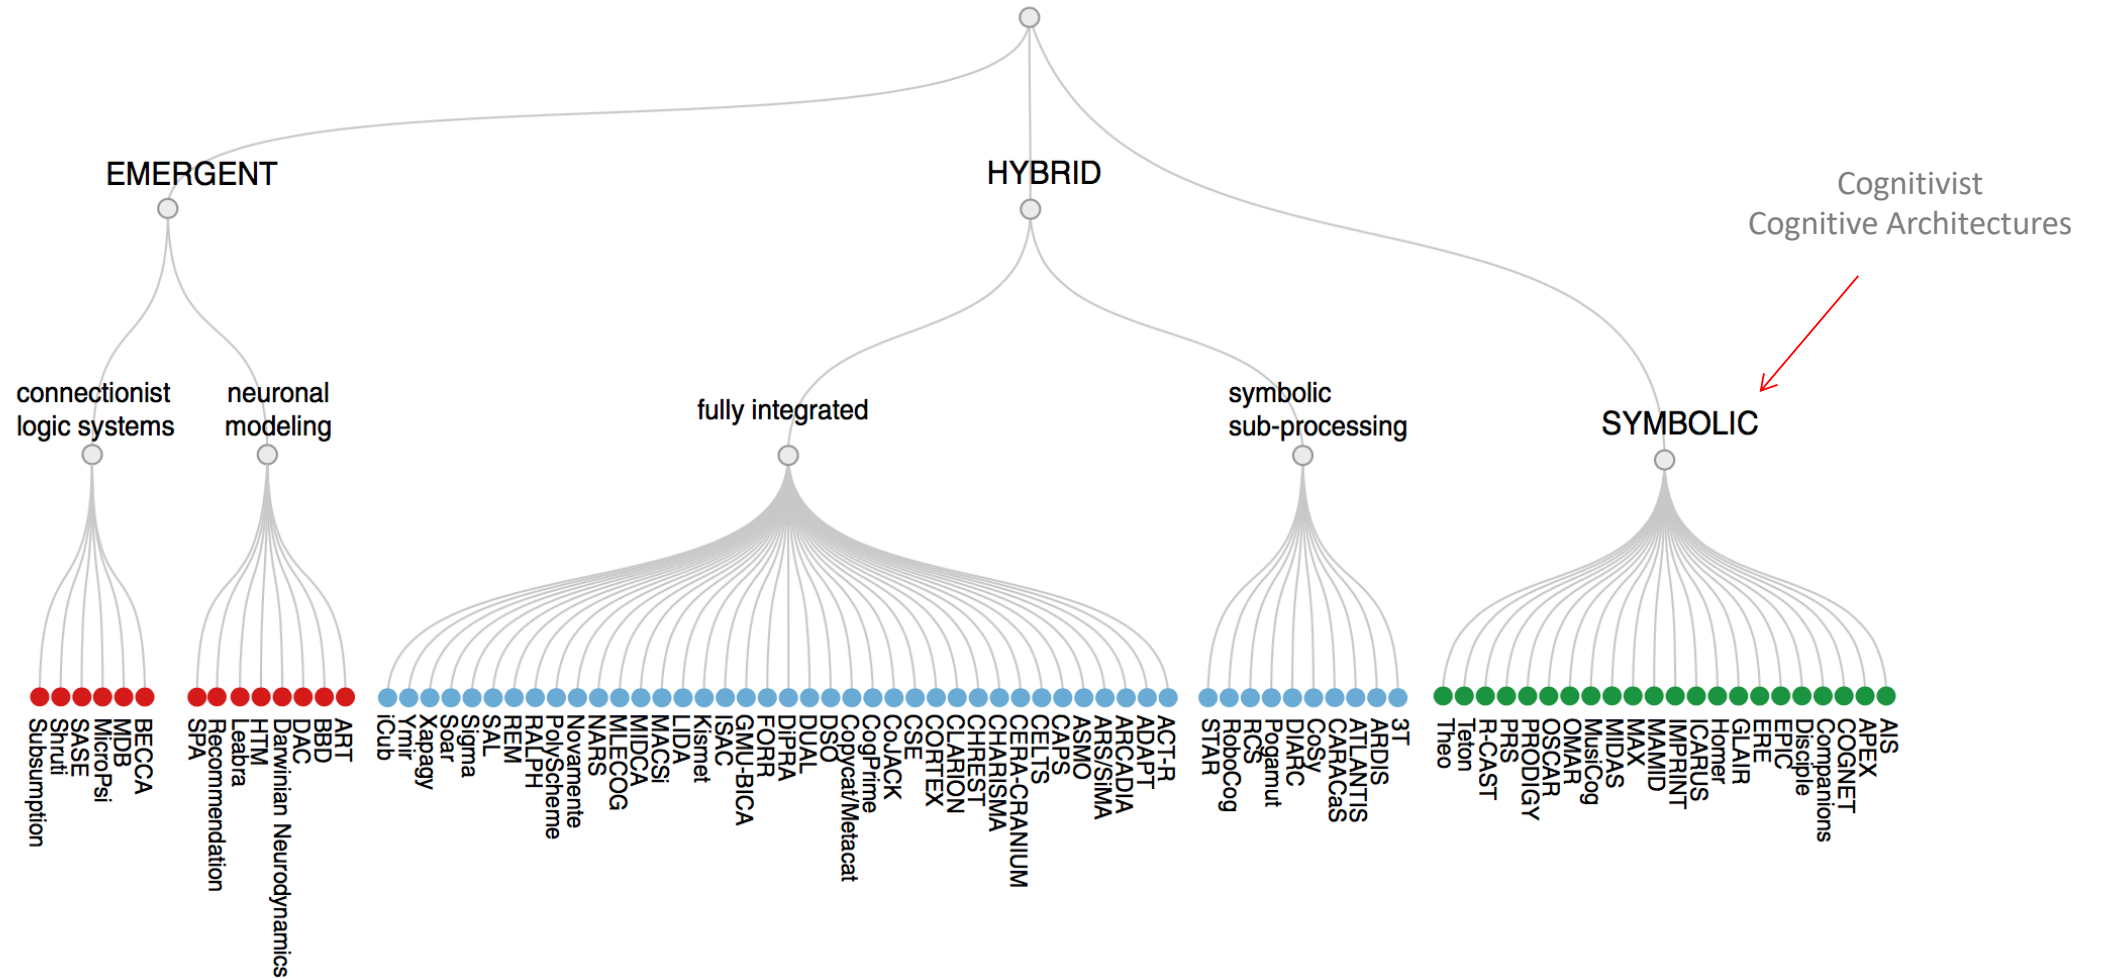 EMERGENT
HYBRID
Cognitivist
Cognitive Architectures
connectionist
logic systems
neuronal
modeling
fully integrated
symbolic
sub-processing
SYMBOLIC
Subsumption
Shruti
SASE
MicroPsi
MDB
BECCA
SPA
Recommendation
Leabra
HTM
Darwinian Neurodynamics
DAC
BBD
ART
iCub
Ymir
Xapagy
Soar
Sigma
SAL
REM
RALPH
PolyScheme
Novamente
NARS
MLECOG
MIDCA
MACSi
LIDA
Kismet
ISAC
GMU-BICA
FORR
DiPRA
DUAL
DSO
Copycat/Metacat
CogPrime
CoJACK
CSE
CORTEX
CLARION
CHREST
CHARISMA
CERA-CRANIUM
CELTS
CAPS
ASMO
ARS/SiMA
ARCADIA
ADAPT
ACT-R
STAR
RoboCog
RCS
Pogamut
DIARC
CoSy
CARACaS
ATLANTIS
ARDIS
3T
Theo
Teton
R-CAST
PRS
PRODIGY
OSCAR
OMAR
MusiCog
MIDAS
MAX
MAMID
IMPRINT
ICARUS
Homer
GLAIR
ERE
EPIC
Disciple
Companions
COGNET
APEX
AIS